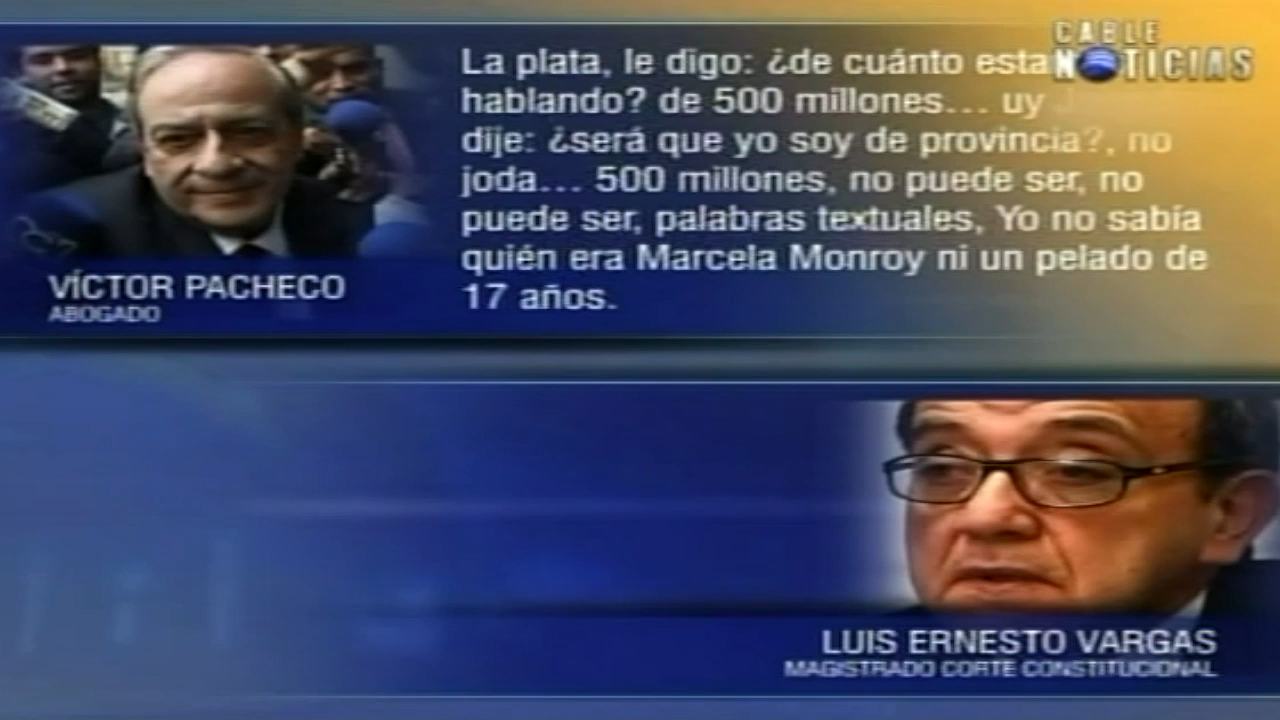 CABLE
NOTICIAS
La plata, le digo: ¿de cuánto esta
hablando? de 500 millones... uy
dije: ¿será que yo soy de provincia?, no
joda... 500 millones, no puede ser, no
puede ser, palabras textuales, Yo no sabía
quién era Marcela Monroy ni un pelado de
17 años.
VÍCTOR PACHECO
ABOGADO
LUIS ERNESTO VARGAS
MAGISTRADO CORTE CONSTITUCIONAL